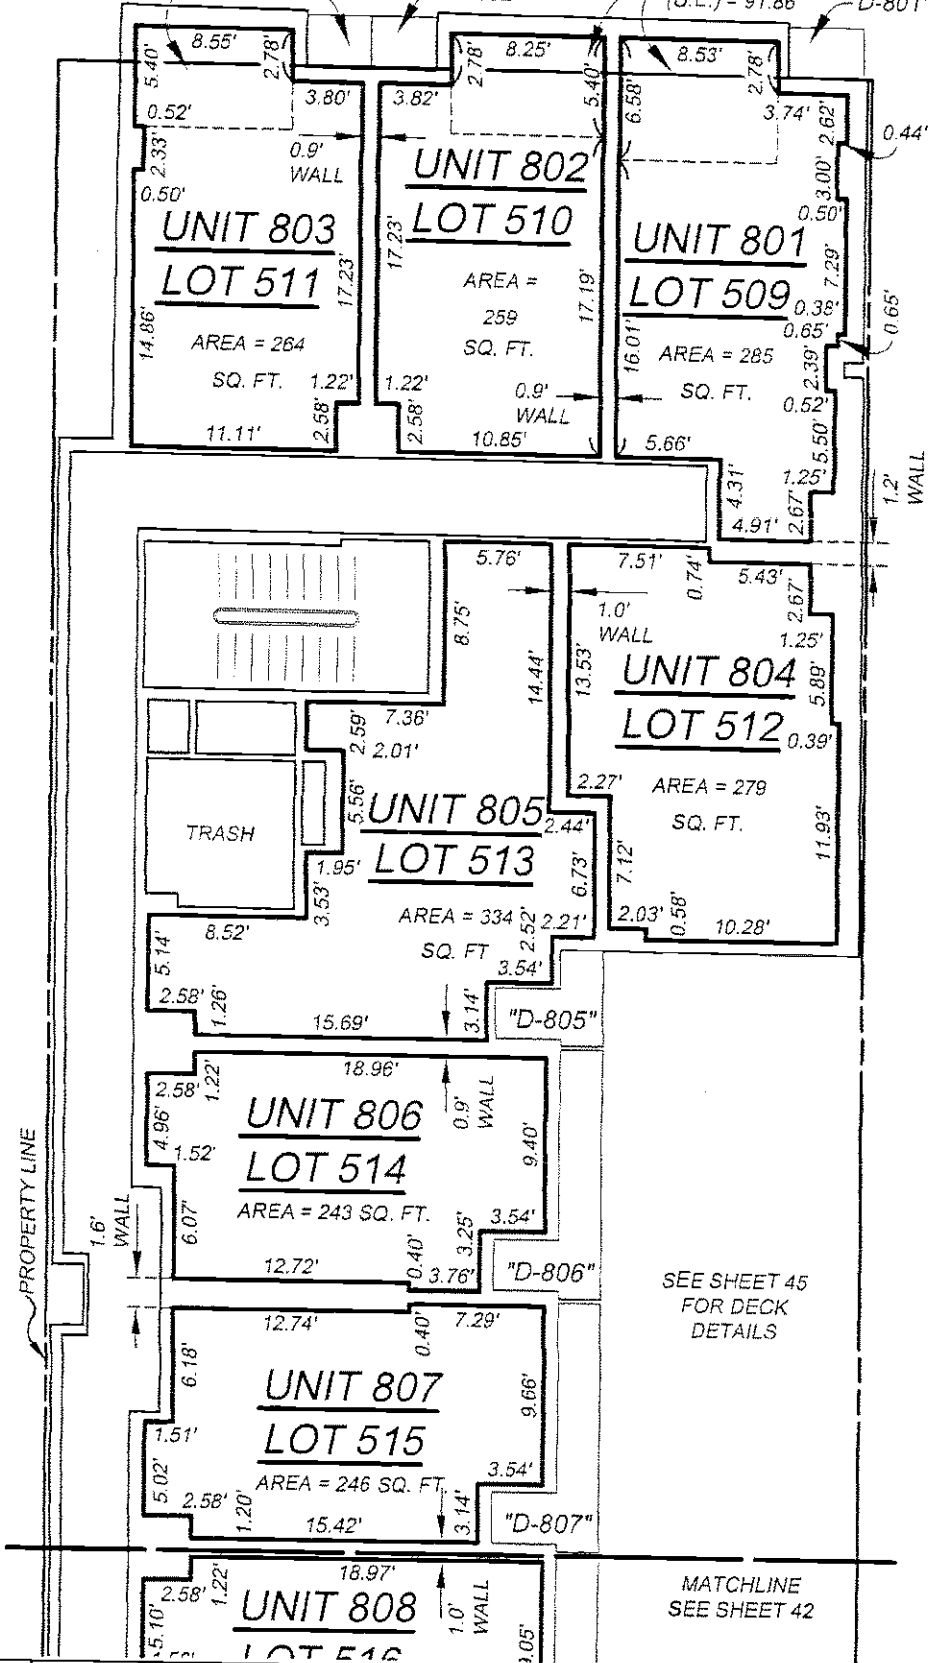 (U.E.) = 91.86
D-801
8.55'
2.78'
5.40'
0.52'
3.80'
2.33'
0.9'
WALL
0.50'
UNIT 803
LOT 511
AREA = 264
SQ. FT.
17.23'
14.86'
1.22'
2.58'
11.11'
8.25'
2.78'
5.40'
3.82'
UNIT 802
LOT 510
17.23'
AREA =
259
SQ. FT.
17.19'
1.22'
2.58'
0.9'
WALL
10.85'
8.53'
2.78'
6.58'
3.74'
2.62'
0.44'
3.00'
0.50'
UNIT 801
LOT 509
7.29'
0.38'
0.65'
0.65'
16.01'
AREA = 285
SQ. FT.
2.39'
0.52'
5.66'
5.50'
4.31'
1.25'
2.67'
4.91'
1.2'
WALL
5.76'
8.75'
14.44'
7.36'
2.59'
2.01'
5.56'
UNIT 805
LOT 513
AREA = 334
SQ. FT
2.44'
6.73'
1.95'
3.53'
8.52'
5.14'
2.58'
1.26'
15.69'
2.52'
2.21'
3.54'
3.14'
"D-805"
TRASH
7.51'
0.74'
5.43'
2.67'
1.0'
WALL
1.25'
13.53'
UNIT 804
LOT 512
5.89'
0.39'
2.27'
AREA = 279
SQ. FT.
11.93'
7.12'
2.03'
0.58'
10.28'
18.96'
2.58'
1.22'
0.9'
WALL
4.96'
UNIT 806
LOT 514
AREA = 243 SQ. FT.
1.52'
9.40'
6.07'
3.54'
3.25'
12.72'
0.40'
3.76'
"D-806"
PROPERTY LINE
1.6'
WALL
SEE SHEET 45
FOR DECK
DETAILS
12.74'
0.40'
7.29'
6.18'
UNIT 807
LOT 515
AREA = 246 SQ. FT.
9.66'
1.51'
5.02'
2.58'
1.20'
15.42'
3.54'
3.14'
"D-807"
18.97'
2.58'
1.22'
1.0'
WALL
5.10'
UNIT 808
LOT 516
9.05'
MATCHLINE
SEE SHEET 42